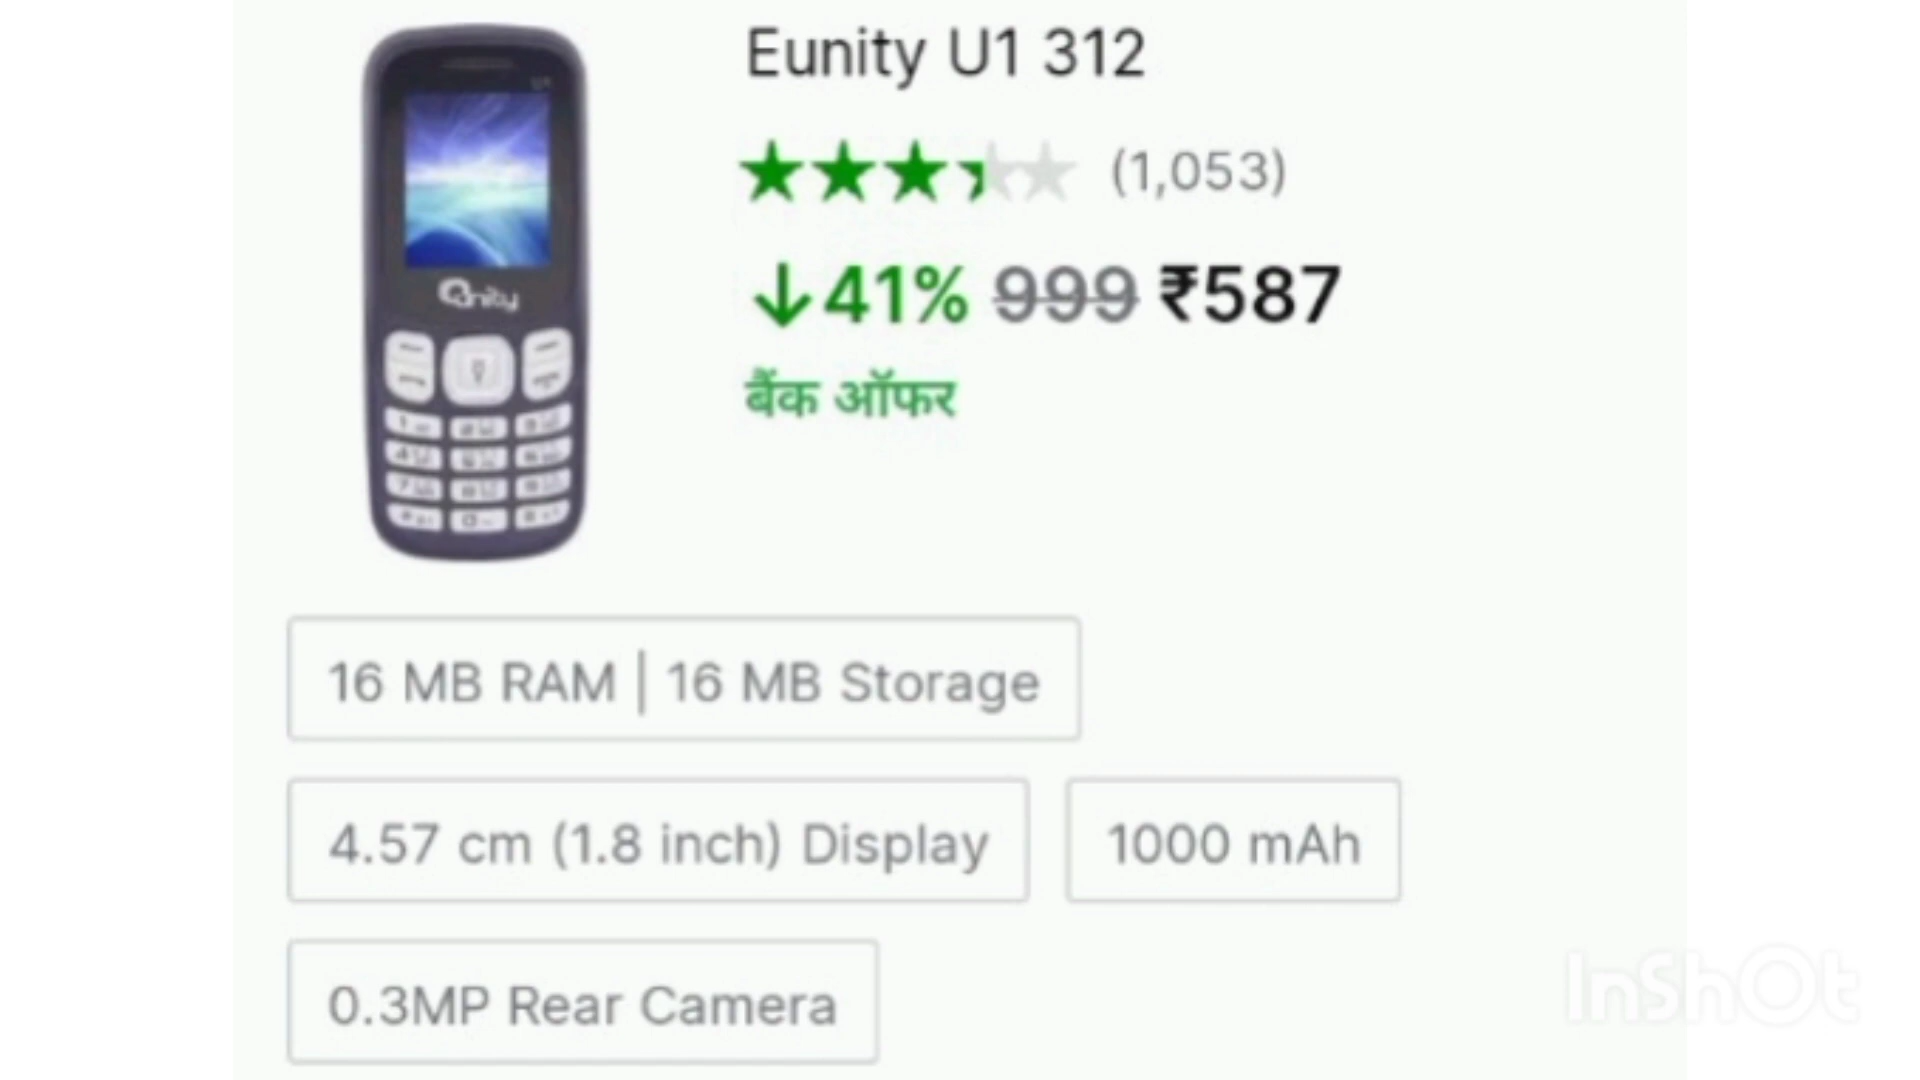 Eunity U1 312
(1,053)
↓41% 999 ₹587
बैंक ऑफर
Qnity
16 MB RAM | 16 MB Storage
4.57 cm (1.8 inch) Display
1000 mAh
0.3MP Rear Camera
InShOt